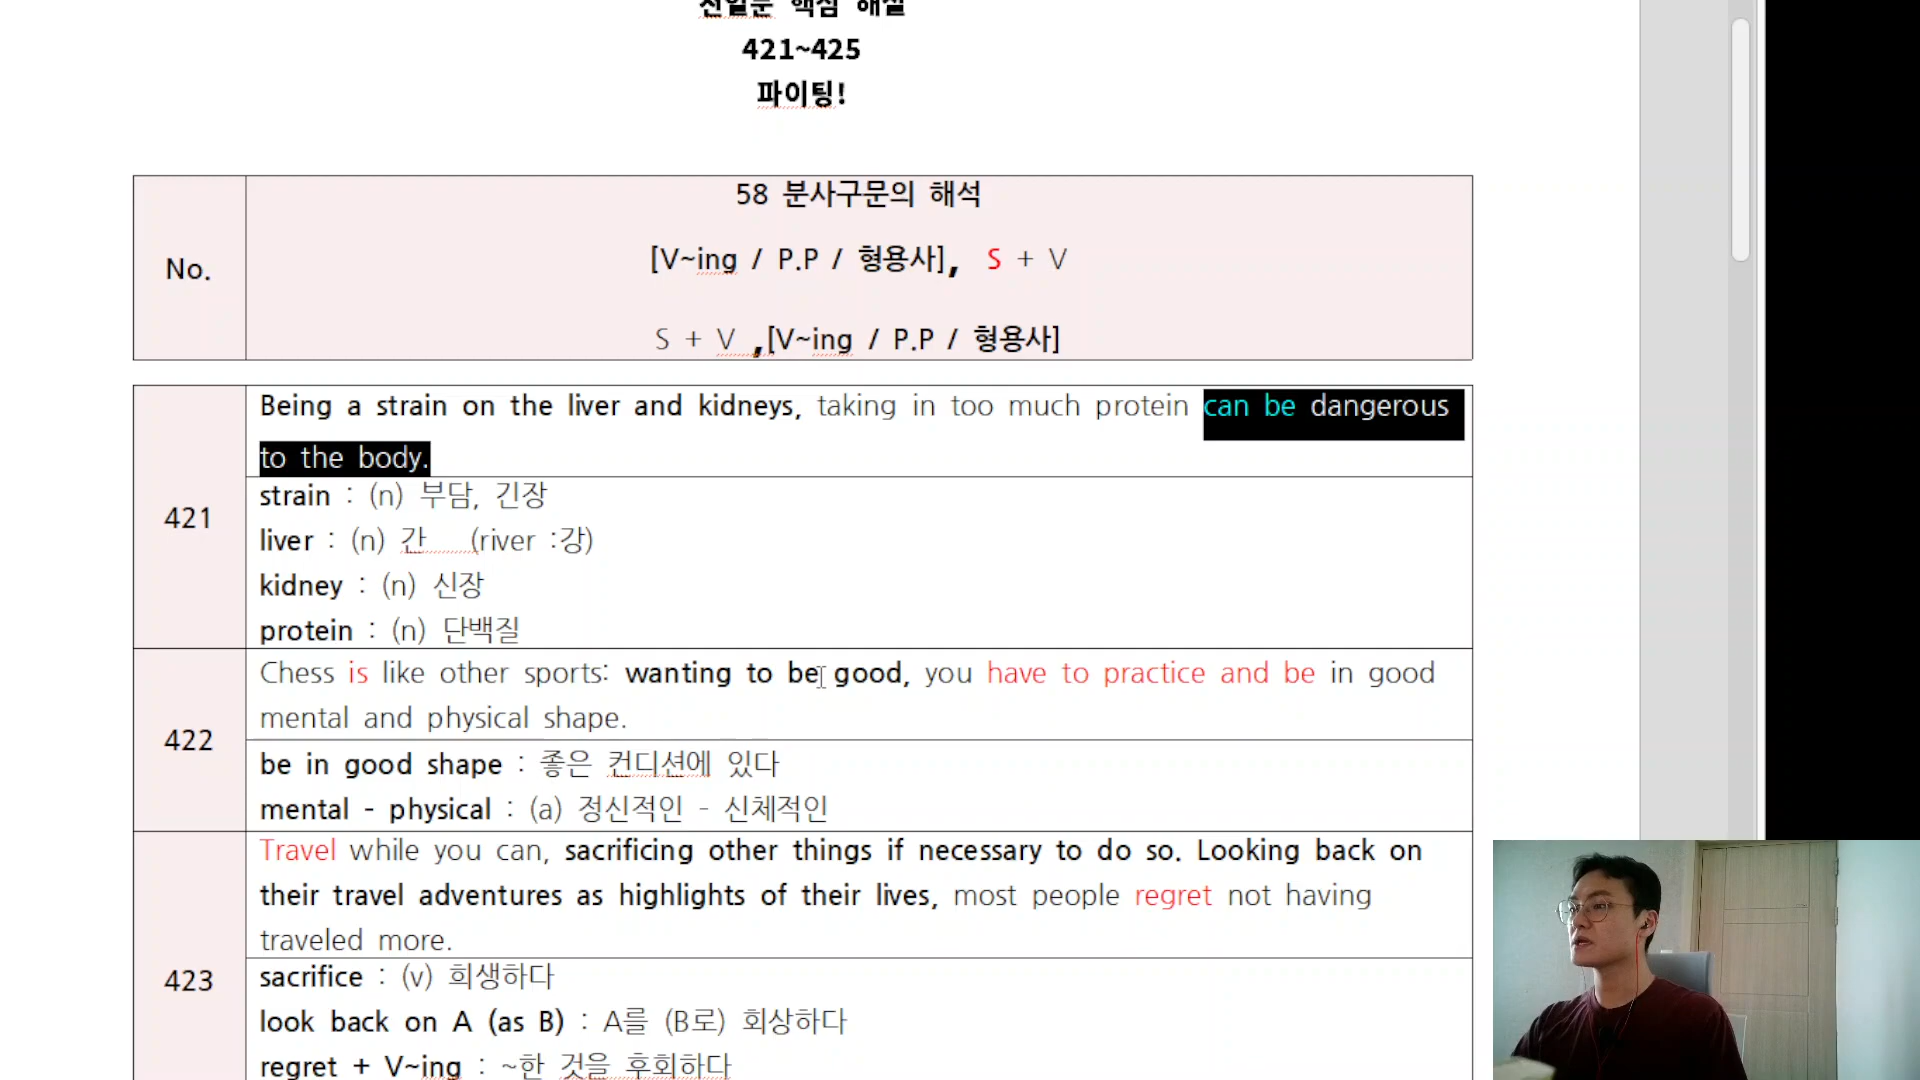 천일문 핵심 해설
421~425
파이팅!
No.
58 분사구문의 해석
[V~ing / P.P / 형용사], S + V
S + V ,[V~ing / P.P / 형용사]
421
Being a strain on the liver and kidneys, taking in too much protein can be dangerous
to the body.
strain : (n) 부담, 긴장
liver : (n) 간 (river :강)
kidney : (n) 신장
protein : (n) 단백질
422
Chess is like other sports: wanting to be good, you have to practice and be in good
mental and physical shape.
be in good shape : 좋은 컨디션에 있다
mental - physical : (a) 정신적인 - 신체적인
423
Travel while you can, sacrificing other things if necessary to do so. Looking back on
their travel adventures as highlights of their lives, most people regret not having
traveled more.
sacrifice : (v) 희생하다
look back on A (as B) : A를 (B로) 회상하다
regret + V~ing : ~한 것을 후회하다